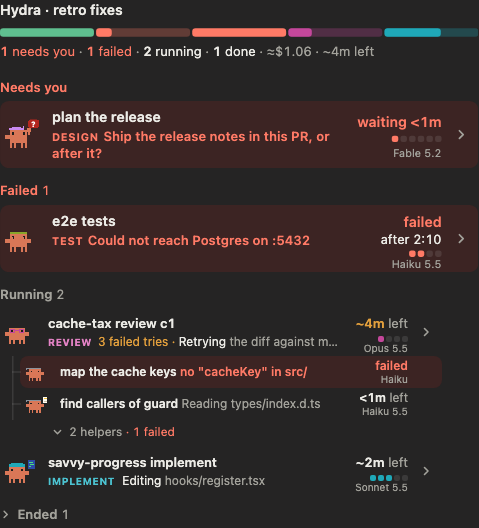 Hydra · retro fixes
1 needs you · 1 failed · 2 running · 1 done · ≈$1.06 · ~4m left
Needs you
plan the release
waiting <1m
DESIGN Ship the release notes in this PR, or
after it?
Fable 5.2
Failed 1
e2e tests
failed
TEST Could not reach Postgres on :5432
after 2:10
Haiku 5.5
Running 2
cache-tax review c1
~4m left
REVIEW 3 failed tries · Retrying the diff against m...
Opus 5.5
map the cache keys no "cacheKey" in src/
failed
Haiku
find callers of guard Reading types/index.d.ts
<1m left
Haiku 5.5
2 helpers · 1 failed
savvy-progress implement
~2m left
IMPLEMENT Editing hooks/register.tsx
Sonnet 5.5
Ended 1